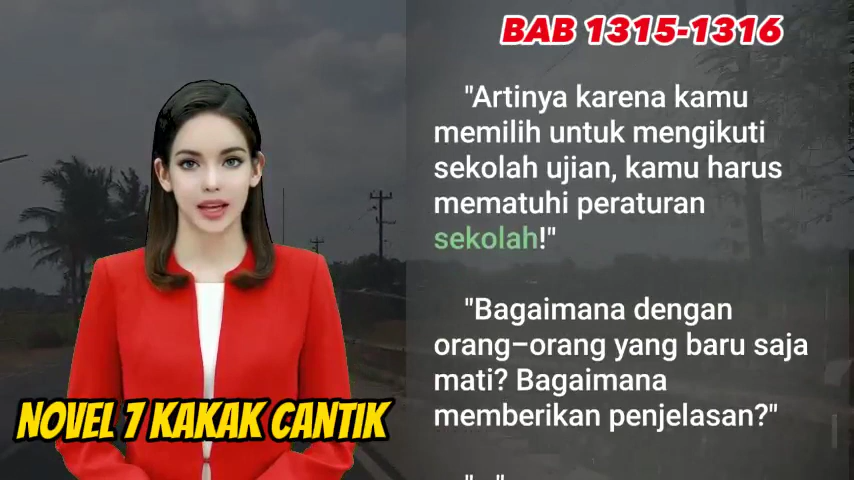 BAB 1315-1316
"Artinya karena kamu
memilih untuk mengikuti
sekolah ujian, kamu harus
mematuhi peraturan
sekolah!"
"Bagaimana dengan
orang–orang yang baru saja
mati? Bagaimana
memberikan penjelasan?"
NOVEL 7 KAKAK CANTIK